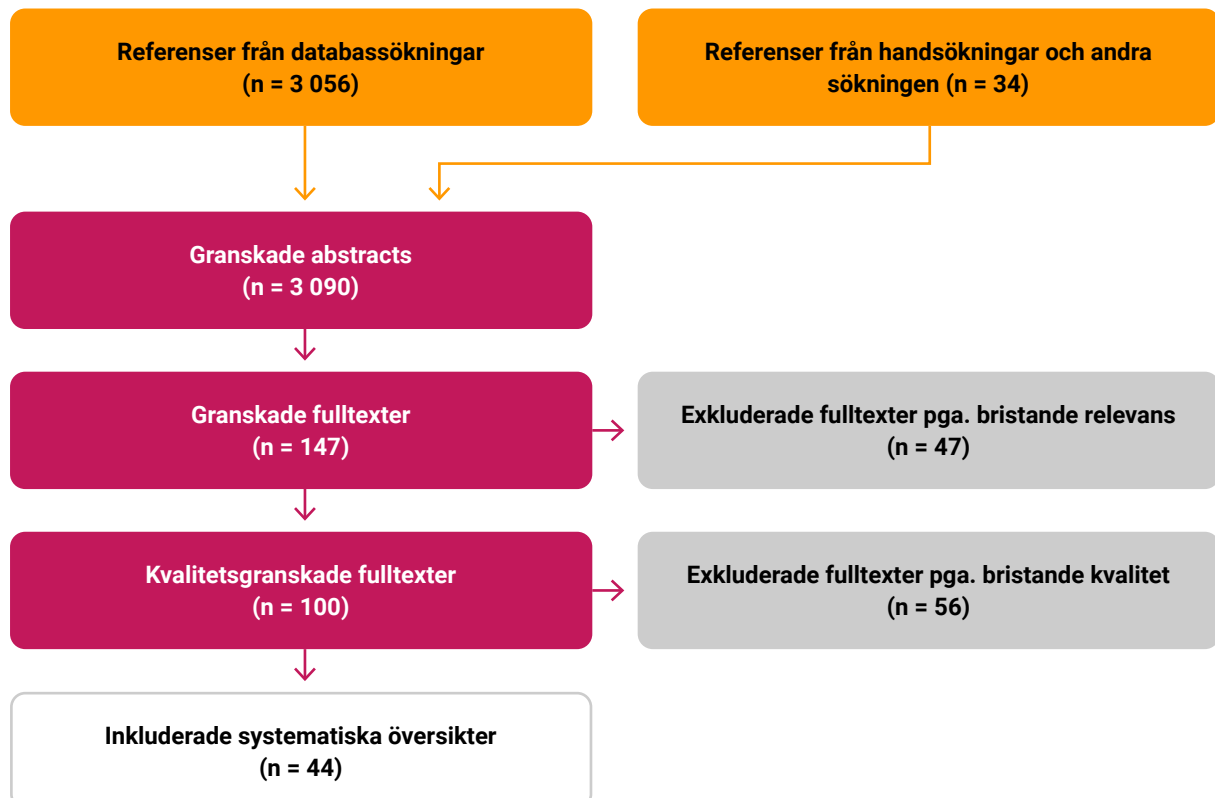 Referenser från databassökningar
(n = 3 056)
Referenser från handsökningar och andra
sökningen (n = 34)
Granskade abstracts
(n = 3 090)
Granskade fulltexter
(n = 147)
Exkluderade fulltexter pga. bristande relevans
(n = 47)
Kvalitetsgranskade fulltexter
(n = 100)
Exkluderade fulltexter pga. bristande kvalitet
(n = 56)
Inkluderade systematiska översikter
(n = 44)